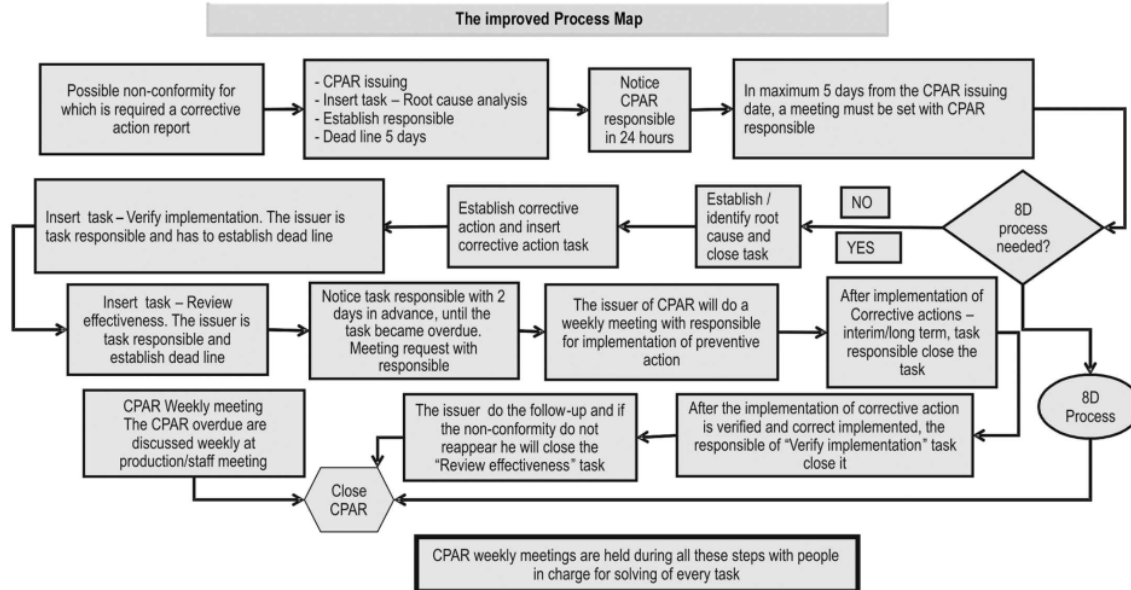 The improved Process Map
Possible non-conformity for
which is required a corrective
action report
- CPAR issuing
- Insert task – Root cause analysis
- Establish responsible
- Dead line 5 days
Notice
CPAR
responsible
in 24 hours
In maximum 5 days from the CPAR issuing
date, a meeting must be set with CPAR
responsible
8D
process
needed?
NO
YES
Establish /
identify root
cause and
close task
Establish corrective
action and insert
corrective action task
Insert task – Verify implementation. The issuer is
task responsible and has to establish dead line
Insert task – Review
effectiveness. The issuer is
task responsible and
establish dead line
Notice task responsible with 2
days in advance, until the
task became overdue.
Meeting request with
responsible
The issuer of CPAR will do a
weekly meeting with responsible
for implementation of preventive
action
After implementation of
Corrective actions –
interim/long term, task
responsible close the
task
8D
Process
After the implementation of corrective action
is verified and correct implemented, the
responsible of “Verify implementation” task
close it
The issuer do the follow-up and if
the non-conformity do not
reappear he will close the
“Review effectiveness” task
CPAR Weekly meeting
The CPAR overdue are
discussed weekly at
production/staff meeting
Close
CPAR
CPAR weekly meetings are held during all these steps with people
in charge for solving of every task